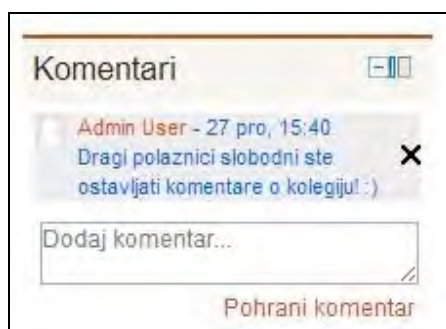 Komentari
Admin User - 27 pro, 15:40
Dragi polaznici slobodni ste
ostavljati komentare o kolegiju! :)
Dodaj komentar...
Pohrani komentar